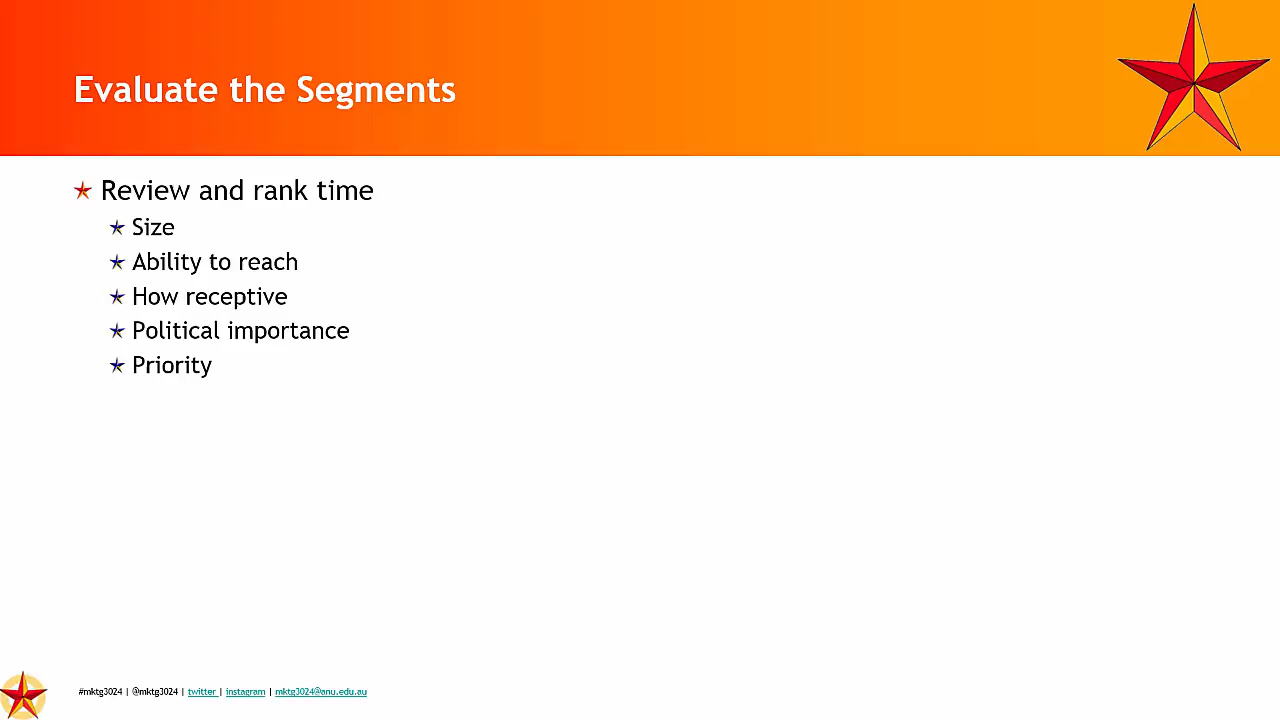 Evaluate the Segments
Review and rank time
Size
Ability to reach
How receptive
Political importance
Priority
#mktg3024 | @mktg3024 | twitter | instagram | mktg3024@anu.edu.au